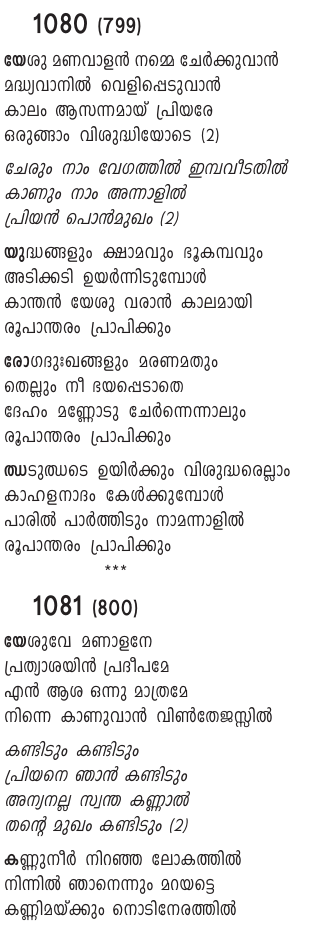 1080 (799)
യേശു മണവാളൻ നമ്മെ ചേർക്കുവാൻ
മദ്ധ്യവാനിൽ വെളിപ്പെടുവാൻ
കാലം ആസന്നമായ് പ്രിയരേ
ഒരുങ്ങാം വിശുദ്ധിയോടെ (2)
ചേരും നാം വേഗത്തിൽ ഇമ്പവീടതിൽ
കാണും നാം അന്നാളിൽ
പ്രിയൻ പൊൻമുഖം (2)
യുദ്ധങ്ങളും ക്ഷാമവും ഭൂകമ്പവും
അടിക്കടി ഉയർന്നിടുമ്പോൾ
കാന്തൻ യേശു വരാൻ കാലമായി
രൂപാന്തരം പ്രാപിക്കും
രോഗദുഃഖങ്ങളും മരണമതും
തെല്ലും നീ ഭയപ്പെടാതെ
ദേഹം മണ്ണോടു ചേർന്നെന്നാലും
രൂപാന്തരം പ്രാപിക്കും
ഝടുഝടെ ഉയിർക്കും വിശുദ്ധരെല്ലാം
കാഹളനാദം കേൾക്കുമ്പോൾ
പാരിൽ പാർത്തിടും നാമന്നാളിൽ
രൂപാന്തരം പ്രാപിക്കും
***
1081 (800)
യേശുവേ മണാളനേ
പ്രത്യാശയിൻ പ്രദീപമേ
എൻ ആശ ഒന്നു മാത്രമേ
നിന്നെ കാണുവാൻ വിൺതേജസ്സിൽ
കണ്ടിടും കണ്ടിടും
പ്രിയനെ ഞാൻ കണ്ടിടും
അന്യനല്ല സ്വന്ത കണ്ണാൽ
തന്റെ മുഖം കണ്ടിടും (2)
കണ്ണുനീർ നിറഞ്ഞ ലോകത്തിൽ
നിന്നിൽ ഞാനെന്നും മറയട്ടെ
കണ്ണിമയ്ക്കും നൊടിനേരത്തിൽ